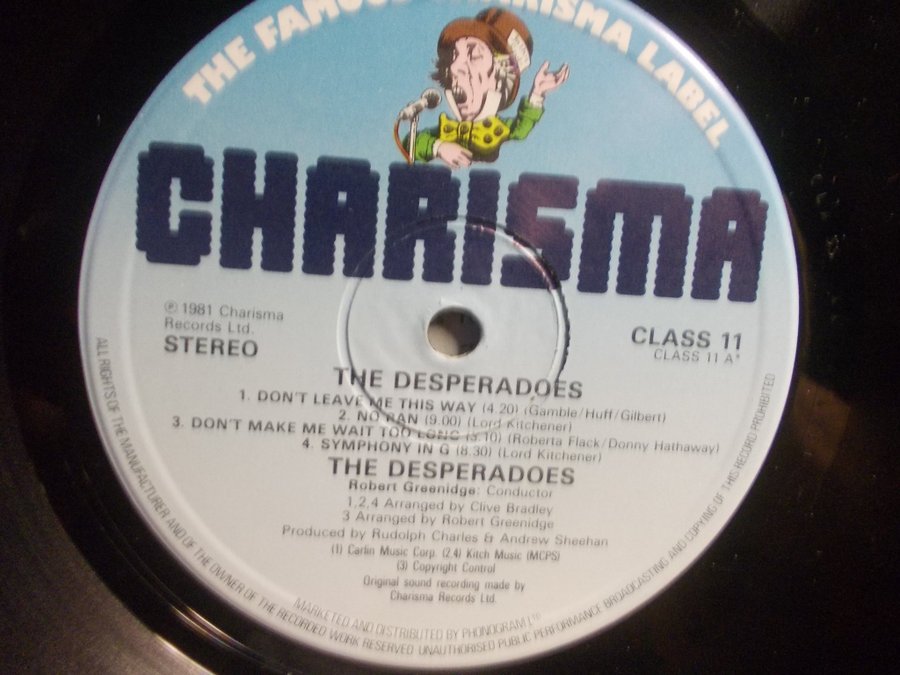 THE FAMOUS CHARISMA LABEL
CHARISMA
℗ 1981 Charisma
Records Ltd.
STEREO
CLASS 11
CLASS 11 A*
THE DESPERADOES
1. DON'T LEAVE ME THIS WAY (4.20) (Gamble/Huff/Gilbert)
2. NO PAN (9.00) (Lord Kitchener)
3. DON'T MAKE ME WAIT TOO LONG (5.10) (Roberta Flack/Donny Hathaway)
4. SYMPHONY IN G (8.30) (Lord Kitchener)
THE DESPERADOES
Robert Greenidge: Conductor
1,2,4 Arranged by Clive Bradley
3 Arranged by Robert Greenidge
Produced by Rudolph Charles & Andrew Sheehan
(1) Carlin Music Corp. (2.4) Kitch Music (MCPS)
(3) Copyright Control
Original sound recording made by
Charisma Records Ltd.
MARKETED AND DISTRIBUTED BY PHONOGRAM LTD
ALL RIGHTS OF THE MANUFACTURER AND OF THE OWNER OF THE RECORDED WORK RESERVED UNAUTHORISED PUBLIC PERFORMANCE BROADCASTING AND COPYING OF THIS RECORD PROHIBITED